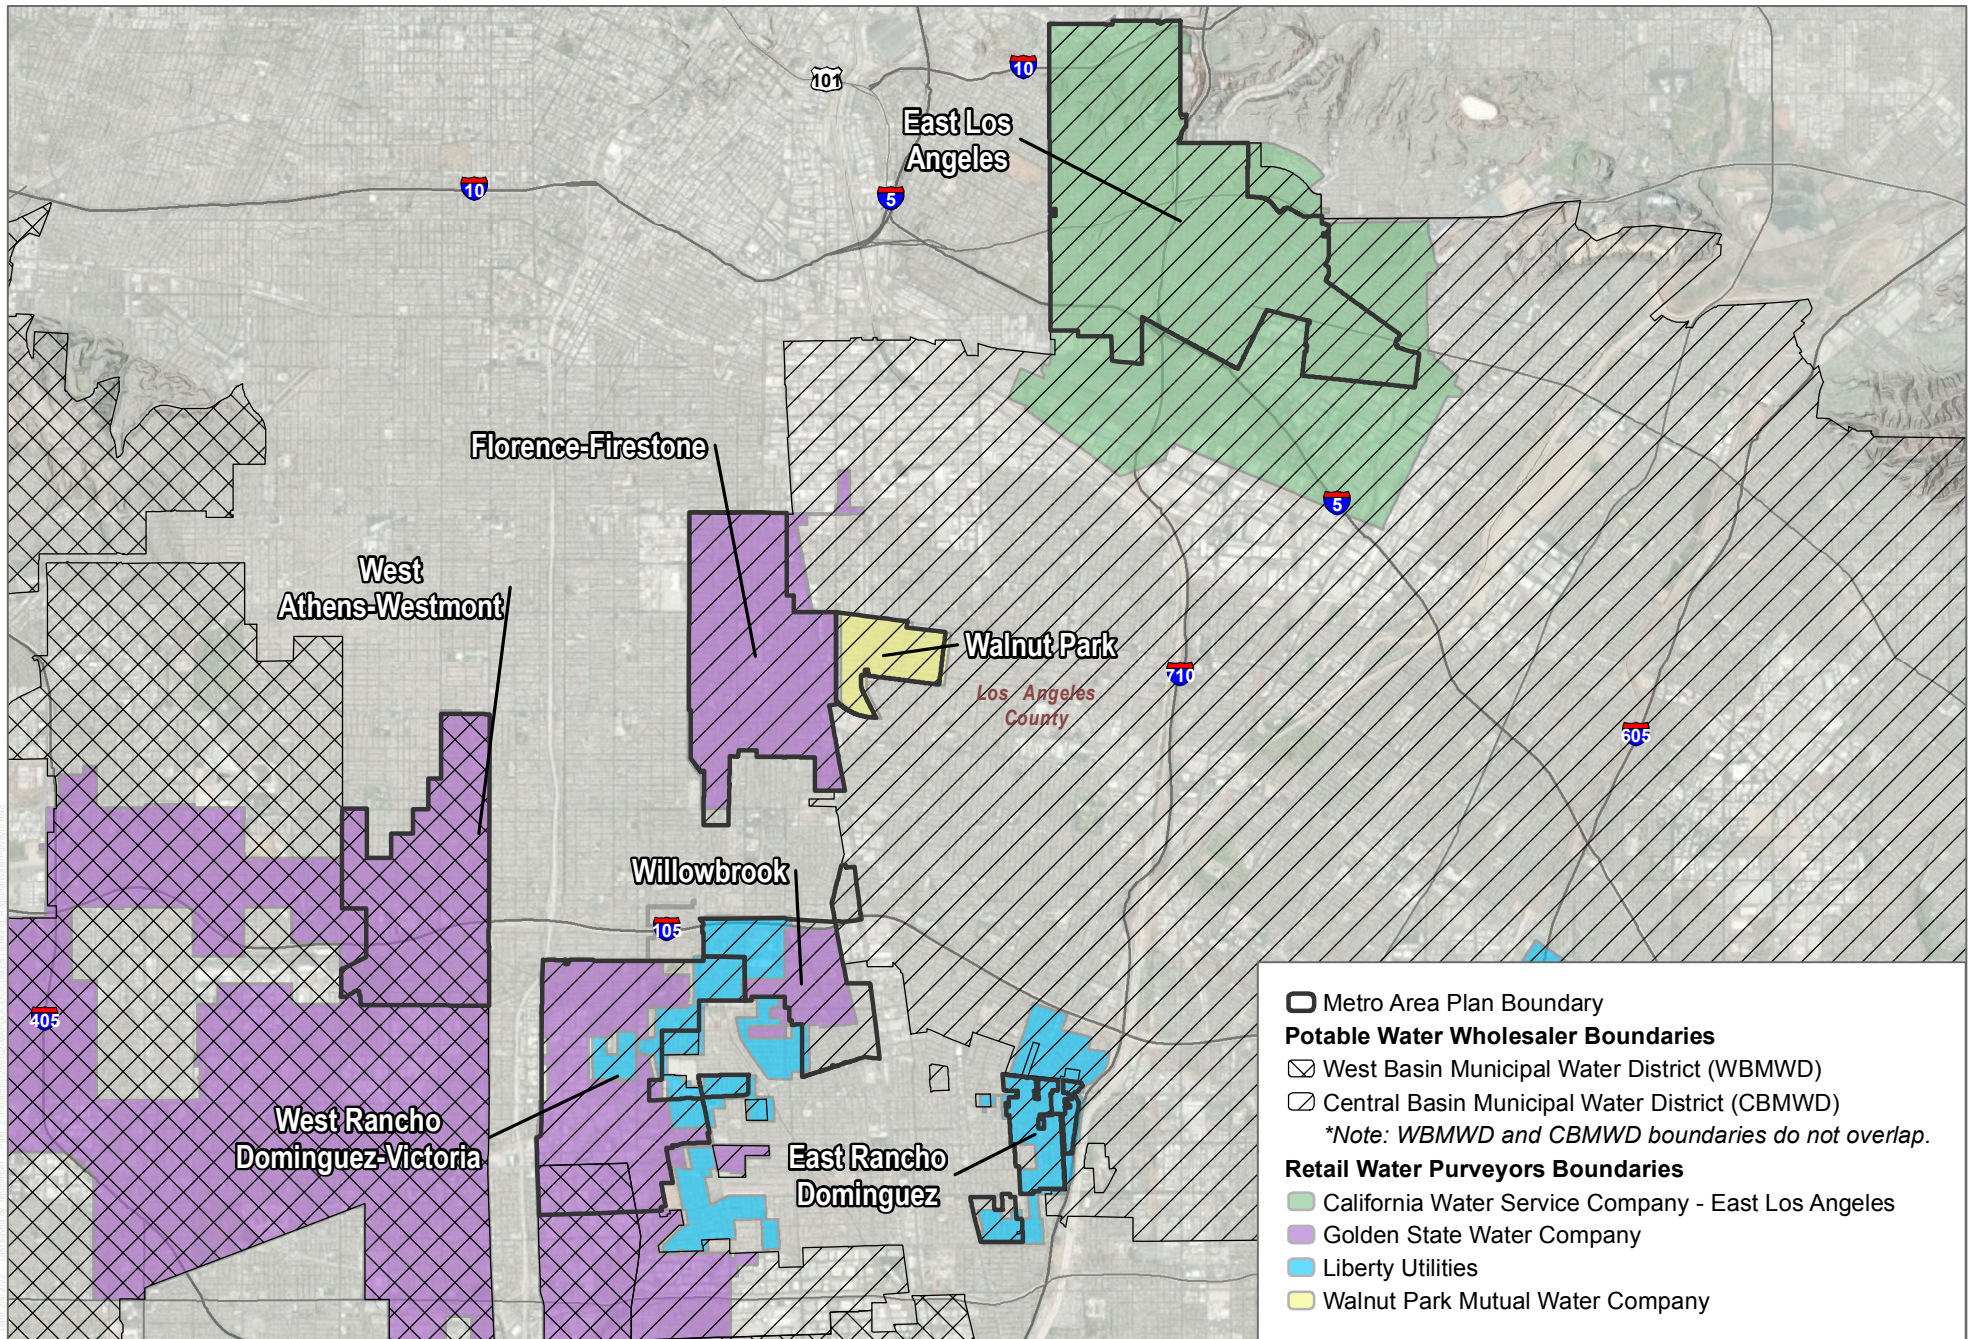 101
10
East Los
Angeles
10
5
Florence-Firestone
5
West
Athens-Westmont
Walnut Park
710
Los Angeles
County
605
Willowbrook
105
405
West Rancho
Dominguez-Victoria
East Rancho
Dominguez
Metro Area Plan Boundary
Potable Water Wholesaler Boundaries
West Basin Municipal Water District (WBMWD)
Central Basin Municipal Water District (CBMWD)
*Note: WBMWD and CBMWD boundaries do not overlap.
Retail Water Purveyors Boundaries
California Water Service Company - East Los Angeles
Golden State Water Company
Liberty Utilities
Walnut Park Mutual Water Company